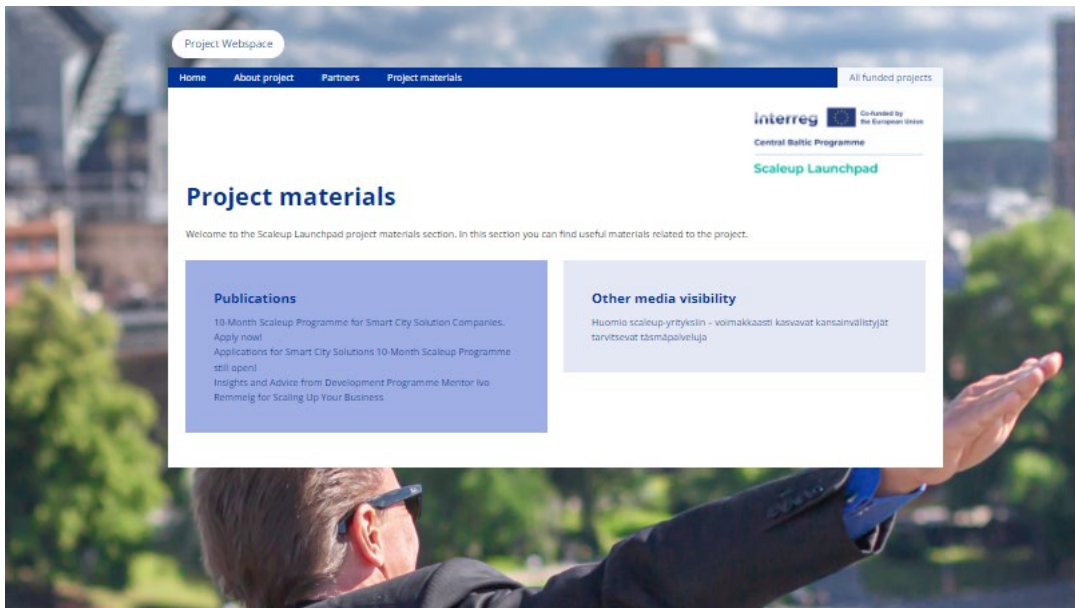 Project Webspace
Home About project Partners Project materials All funded projects
Interreg Co-funded by
the European Union
Central Baltic Programme
Scaleup Launchpad
Project materials
Welcome to the Scaleup Launchpad project materials section. In this section you can find useful materials related to the project.
Publications
10-Month Scaleup Programme for Smart City Solution Companies.
Apply now!
Applications for Smart City Solutions 10-Month Scaleup Programme
still open!
Insights and Advice from Development Programme Mentor Ivo
Remmelg for Scaling Up Your Business
Other media visibility
Huomio scaleup-yrityksiin – voimakkaasti kasvavat kansainvälistyjät
tarvitsevat täsmäpalveluja